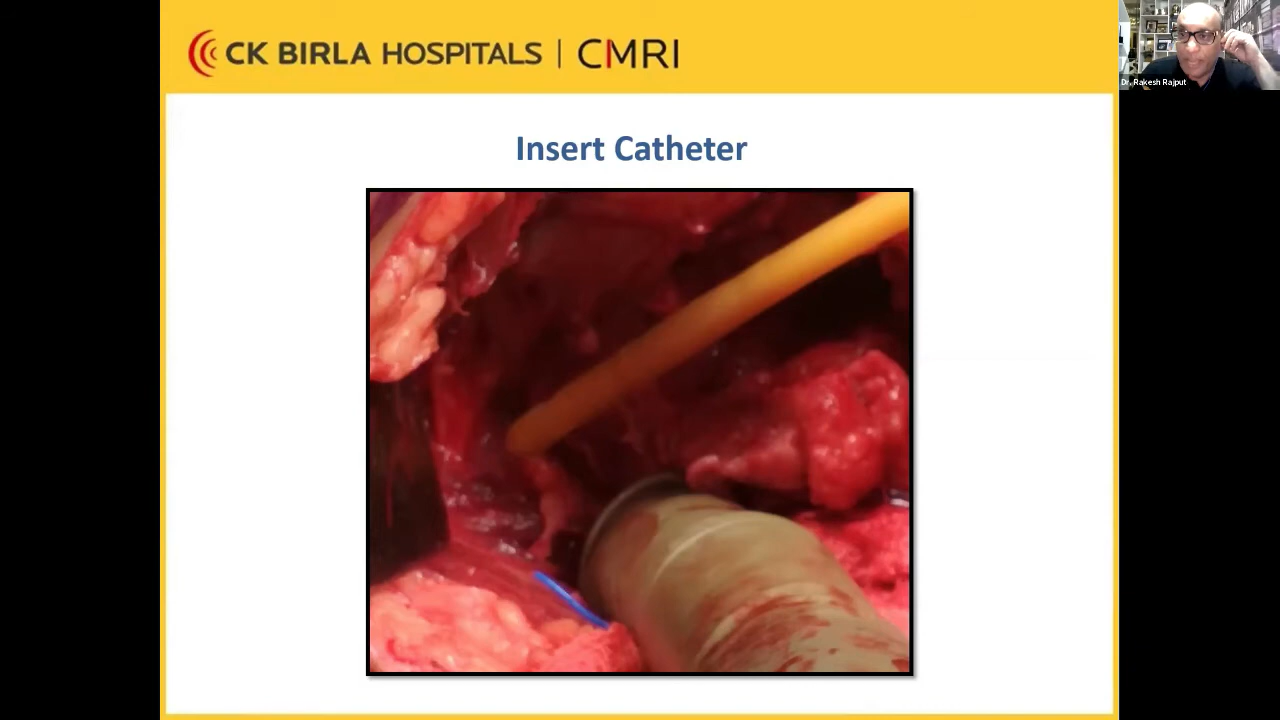 CK BIRLA HOSPITALS | CMRI
Dr. Rakesh Rajput
Insert Catheter